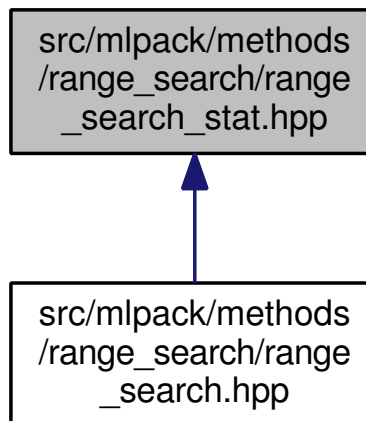 src/mlpack/methods
/range_search/range
_search_stat.hpp
src/mlpack/methods
/range_search/range
_search.hpp